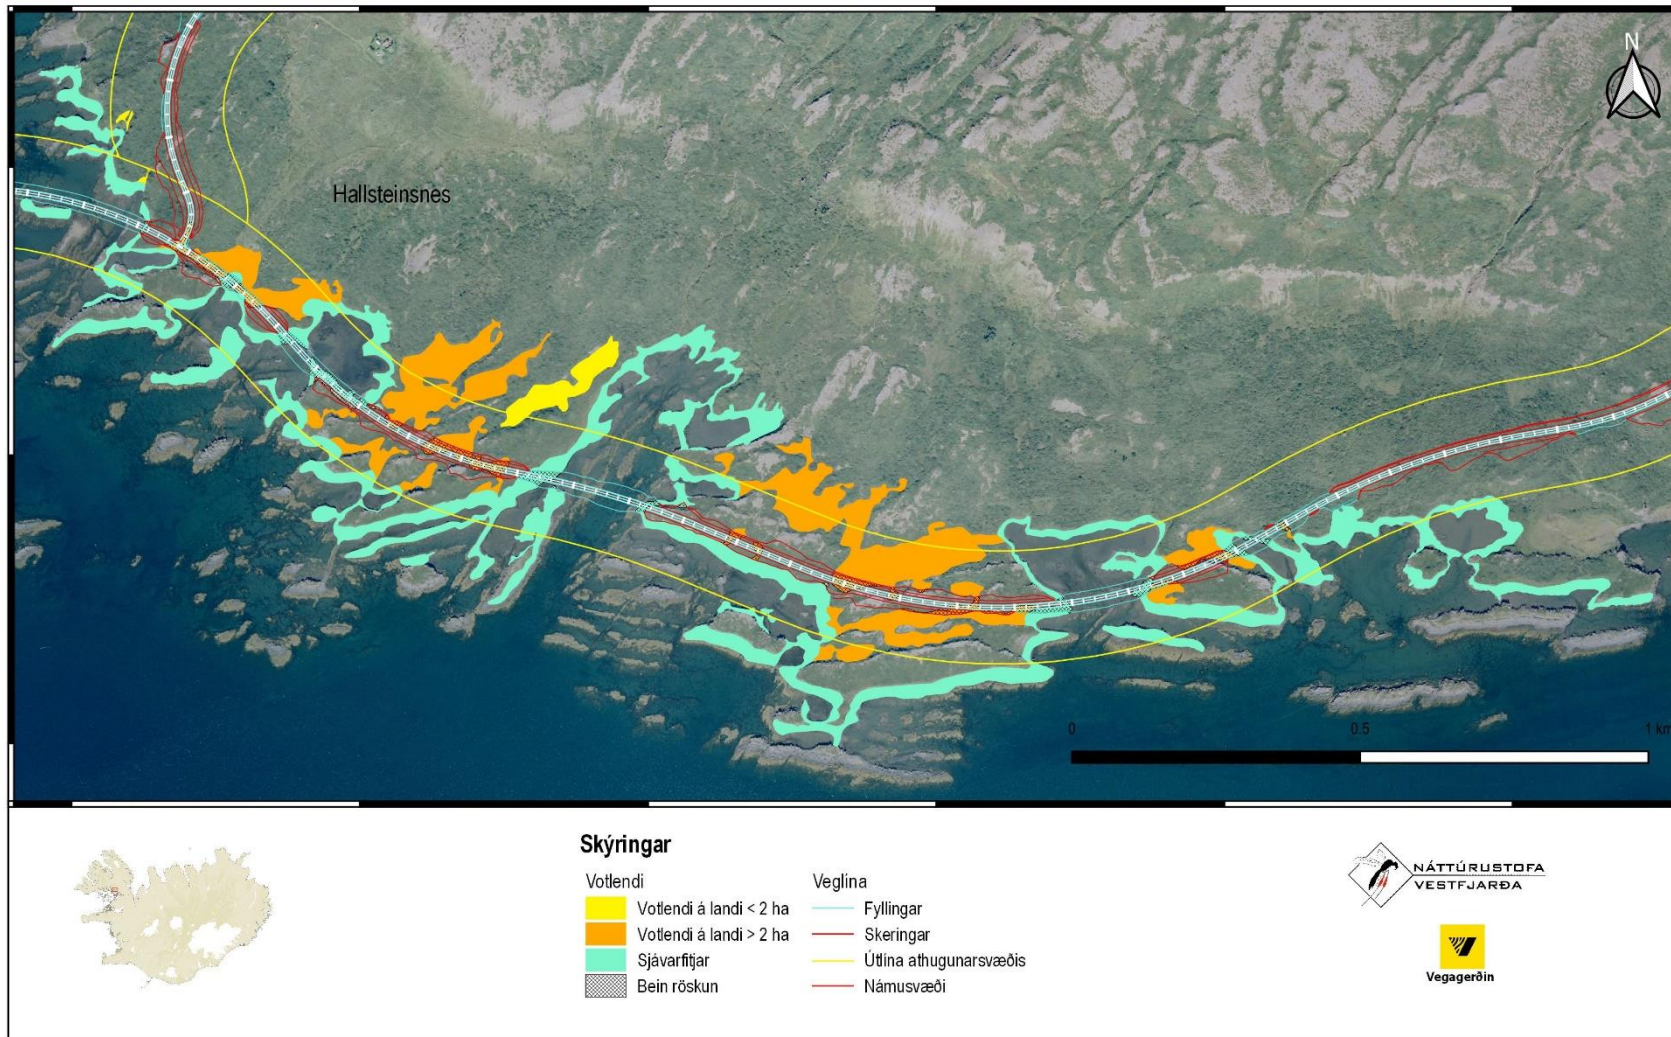 N
Hallsteinsnes
0 0.5 1 km
Skýringar
Votlendi
Votlendi á landi < 2 ha
Votlendi á landi > 2 ha
Sjávarfitjar
Bein röskun
Veglína
Fyllingar
Skeringar
Útlína athugunarsvæðis
Námusvæði
NÁTTÚRUSTOFA
VESTFJARÐA
Vegagerðin